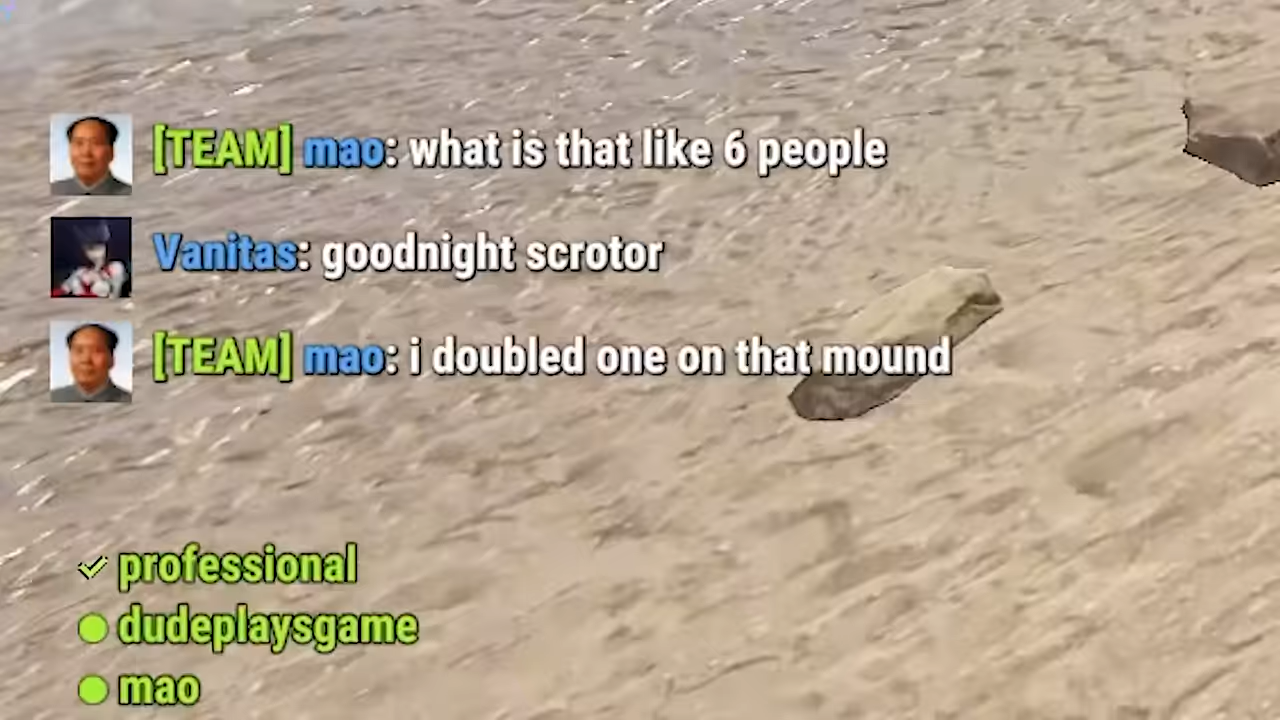 [TEAM] mao: what is that like 6 people
Vanitas: goodnight scrotor
[TEAM] mao: i doubled one on that mound
professional
dudeplaysgame
mao